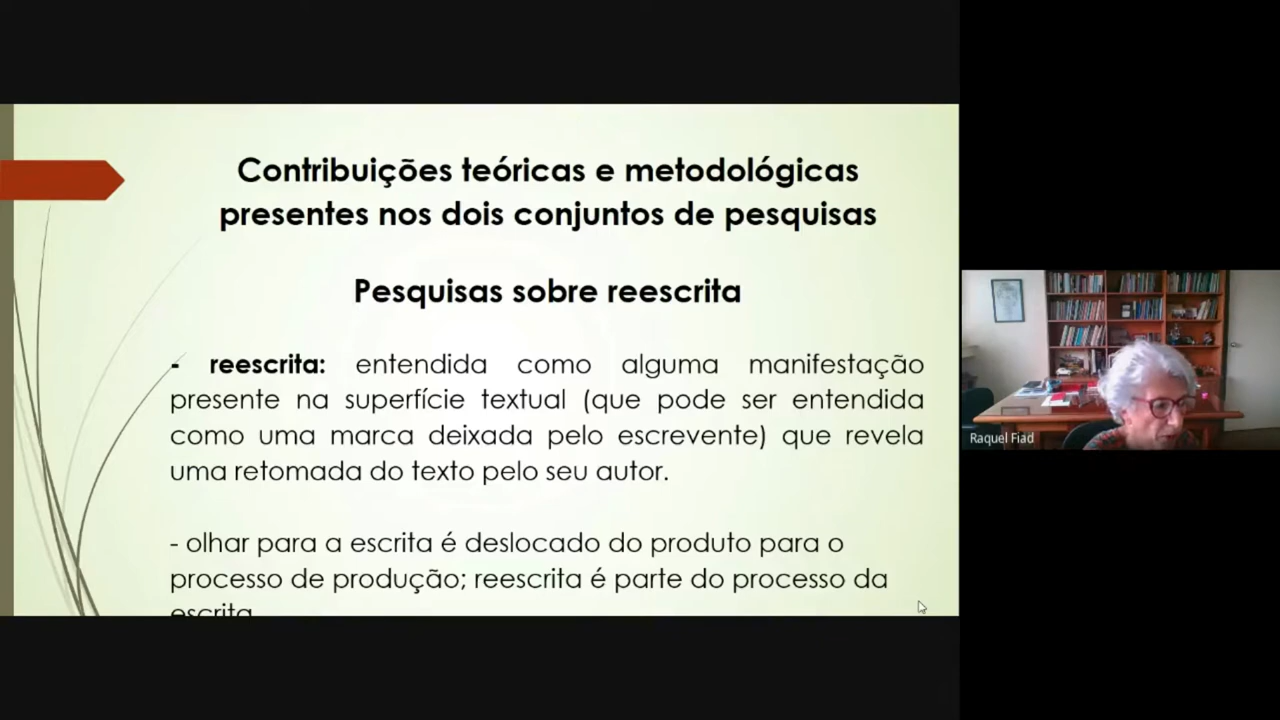 Contribuições teóricas e metodológicas
presentes nos dois conjuntos de pesquisas
Pesquisas sobre reescrita
- reescrita: entendida como alguma manifestação
presente na superfície textual (que pode ser entendida
como uma marca deixada pelo escrevente) que revela
uma retomada do texto pelo seu autor.
- olhar para a escrita é deslocado do produto para o
processo de produção; reescrita é parte do processo da
escrita
Raquel Fiad